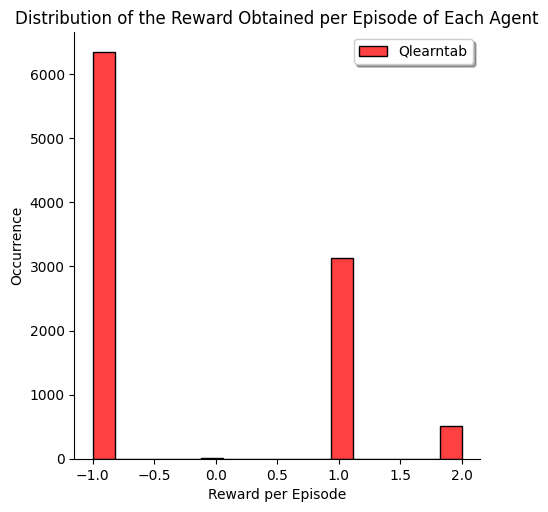 Distribution of the Reward Obtained per Episode of Each Agent
Qlearntab
6000
5000
4000
3000
2000
1000
0
Occurrence
−1.0 −0.5 0.0 0.5 1.0 1.5 2.0
Reward per Episode